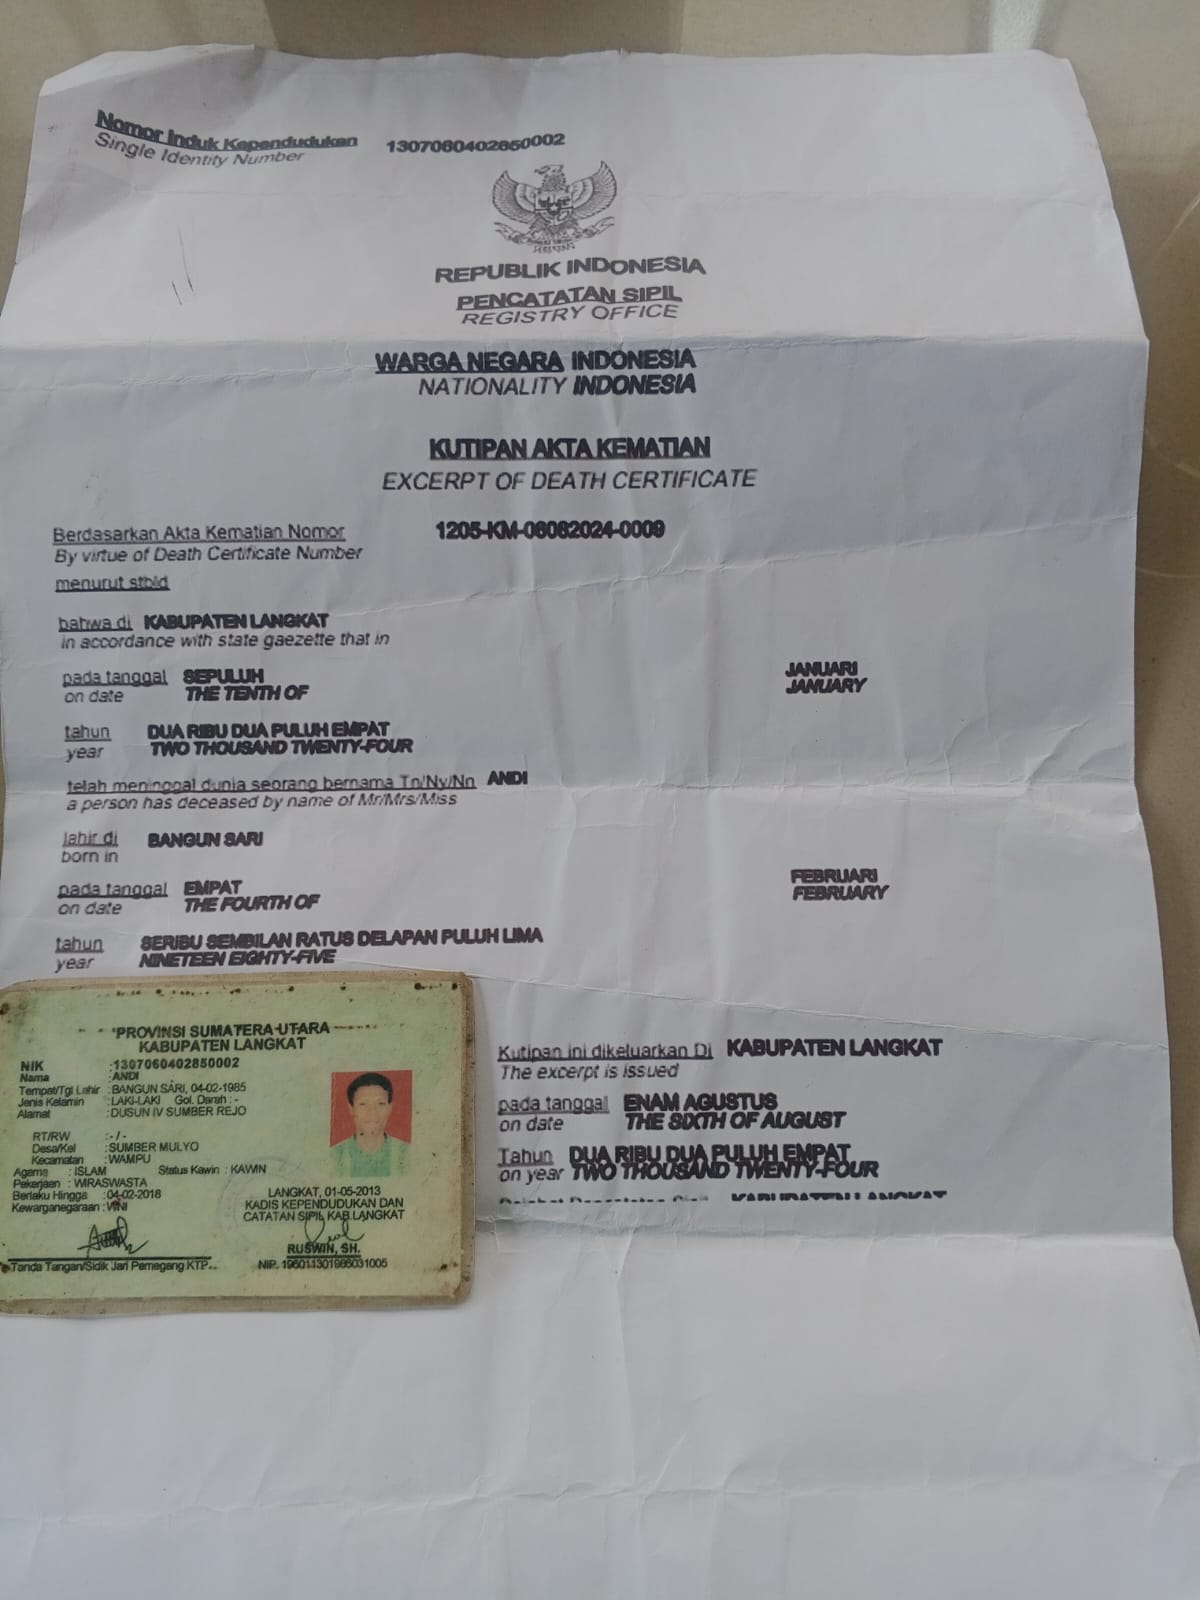 Nomor Induk Kependudukan 1307060402850002
Single Identity Number
REPUBLIK INDONESIA
PENCATATAN SIPIL
REGISTRY OFFICE
WARGA NEGARA INDONESIA
NATIONALITY INDONESIA
KUTIPAN AKTA KEMATIAN
EXCERPT OF DEATH CERTIFICATE
Berdasarkan Akta Kematian Nomor 1205-KM-06082024-0009
By virtue of Death Certificate Number
menurut stbld
bahwa di KABUPATEN LANGKAT
in accordance with state gaezette that in
pada tanggal SEPULUH JANUARI
on date THE TENTH OF JANUARY
tahun DUA RIBU DUA PULUH EMPAT
year TWO THOUSAND TWENTY-FOUR
telah meninggal dunia seorang bernama Tn/Ny/Nn ANDI
a person has deceased by name of Mr/Mrs/Miss
lahir di BANGUN SARI
born in
pada tanggal EMPAT FEBRUARI
on date THE FOURTH OF FEBRUARY
tahun SERIBU SEMBILAN RATUS DELAPAN PULUH LIMA
year NINETEEN EIGHTY-FIVE
PROVINSI SUMATERA UTARA
KABUPATEN LANGKAT
NIK : 1307060402850002
Nama : ANDI
Tempat/Tgl Lahir : BANGUN SARI, 04-02-1985
Jenis Kelamin : LAKI-LAKI Gol. Darah : -
Alamat : DUSUN IV SUMBER REJO
RT/RW : - / -
Desa/Kel : SUMBER MULYO
Kecamatan : WAMPU
Agama : ISLAM Status Kawin : KAWIN
Pekerjaan : WIRASWASTA
Berlaku Hingga : 04-02-2018
Kewarganegaraan : WNI
LANGKAT, 01-05-2013
KADIS KEPENDUDUKAN DAN
CATATAN SIPIL KAB.LANGKAT
RUSWIN, SH.
Tanda Tangan/Sidik Jari Pemegang KTP
NIP. 196011301986031005
Kutipan ini dikeluarkan Di KABUPATEN LANGKAT
The excerpt is issued
pada tanggal ENAM AGUSTUS
on date THE SIXTH OF AUGUST
Tahun DUA RIBU DUA PULUH EMPAT
on year TWO THOUSAND TWENTY-FOUR
KABUPATEN LANGKAT